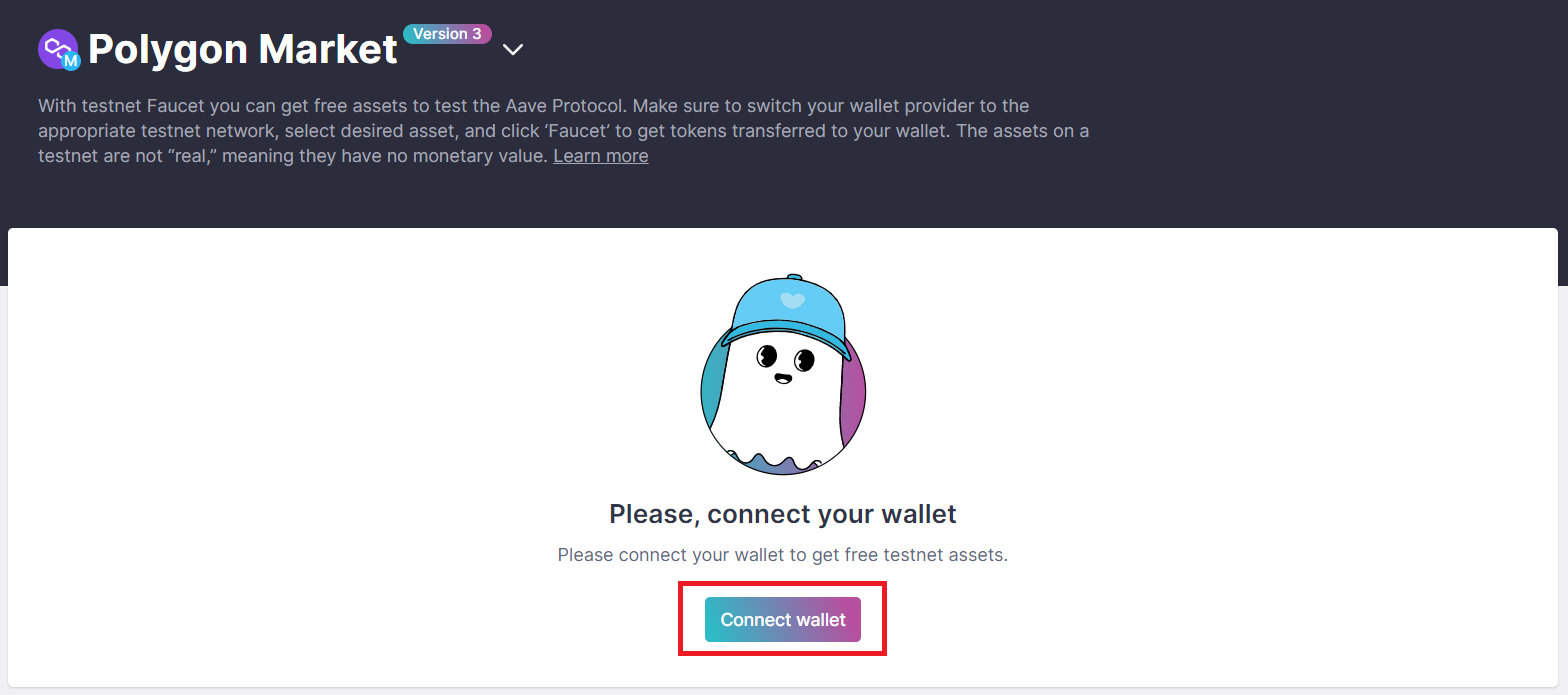 Polygon Market Version 3
M
With testnet Faucet you can get free assets to test the Aave Protocol. Make sure to switch your wallet provider to the
appropriate testnet network, select desired asset, and click ‘Faucet’ to get tokens transferred to your wallet. The assets on a
testnet are not “real,” meaning they have no monetary value. Learn more
Please, connect your wallet
Please connect your wallet to get free testnet assets.
Connect wallet